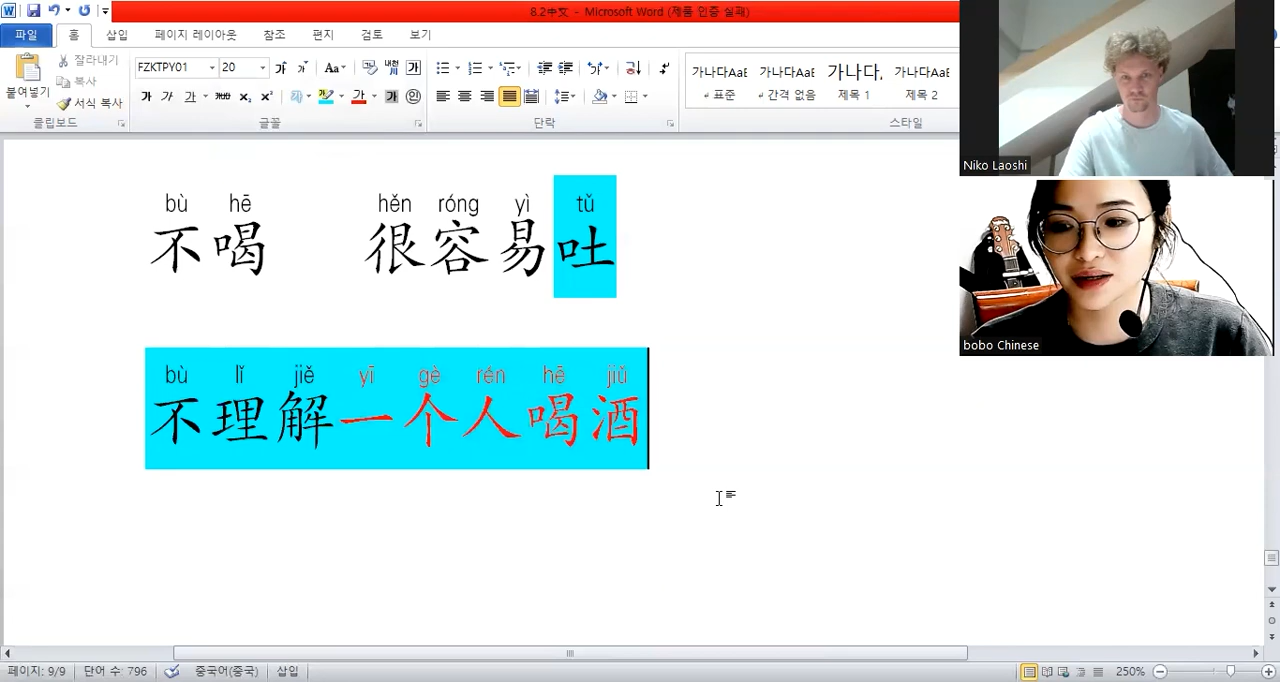 8.2中文 - Microsoft Word (제품 인증 실패)
파일 홈 삽입 페이지 레이아웃 참조 편지 검토 보기
붙여넣기
잘라내기
복사
서식 복사
클립보드
FZKTPY01 20
글꼴
단락
가나다AaB 가나다AaB 가나다, 가나다AaB
표준 간격 없음 제목 1 제목 2
스타일
Niko Laoshi
bobo Chinese
bù hē hěn róng yì tǔ
不喝 很容易吐
bù lǐ jiě yī gè rén hē jiǔ
不理解一个人喝酒
페이지: 9/9 단어 수: 796 중국어(중국) 삽입 250%